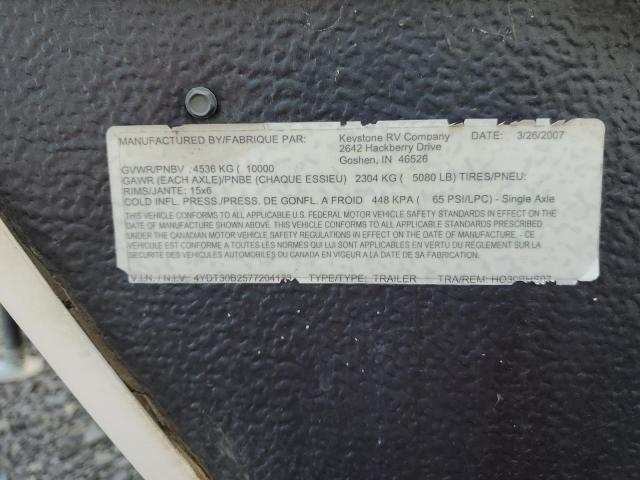 MANUFACTURED BY/FABRIQUE PAR: Keystone RV Company DATE: 3/26/2007
2642 Hackberry Drive
Goshen, IN 46526
GVWR/PNBV : 4536 KG ( 10000
GAWR (EACH AXLE)/PNBE (CHAQUE ESSIEU) 2304 KG ( 5080 LB) TIRES/PNEU:
RIMS/JANTE: 15x6
COLD INFL. PRESS./PRESS. DE GONFL. A FROID 448 KPA ( 65 PSI/LPC) - Single Axle
THIS VEHICLE CONFORMS TO ALL APPLICABLE U.S. FEDERAL MOTOR VEHICLE SAFETY STANDARDS IN EFFECT ON THE
DATE OF MANUFACTURE SHOWN ABOVE. THIS VEHICLE CONFORMS TO ALL APPLICABLE STANDARDS PRESCRIBED
UNDER THE CANADIAN MOTOR VEHICLE SAFETY REGULATIONS IN EFFECT ON THE DATE OF MANUFACTURE. - CE
VEHICULE EST CONFORME A TOUTES LES NORMES QUI LUI SONT APPLICABLES EN VERTU DU REGLEMENT SUR LA
SECURITE DES VEHICULES AUTOMOBILES DU CANADA EN VIGUEUR A LA DATE DE SA FABRICATION.
V.I.N. / N.I.V.: 4YDT30B2577204123 TYPE/TYPE: TRAILER TRA/REM: